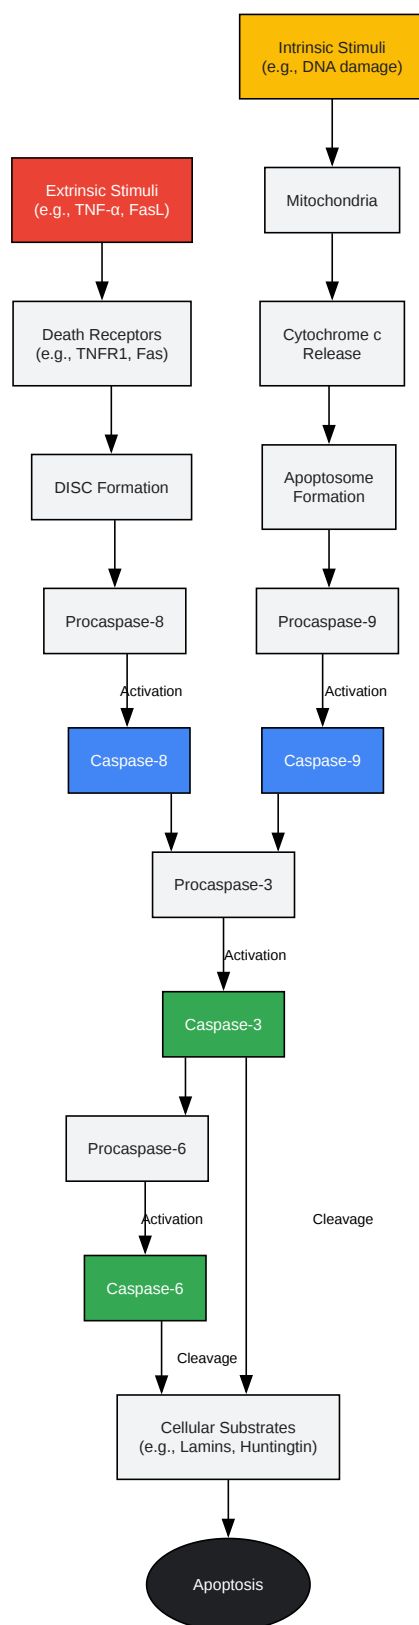 Intrinsic Stimuli
(e.g., DNA damage)
Mitochondria
Extrinsic Stimuli
(e.g., TNF-α, FasL)
Death Receptors
(e.g., TNFR1, Fas)
Cytochrome c
Release
DISC Formation
Apoptosome
Formation
Procaspase-8
Procaspase-9
Activation
Activation
Caspase-8
Caspase-9
Procaspase-3
Activation
Caspase-3
Procaspase-6
Activation
Cleavage
Caspase-6
Cleavage
Cellular Substrates
(e.g., Lamins, Huntingtin)
Apoptosis